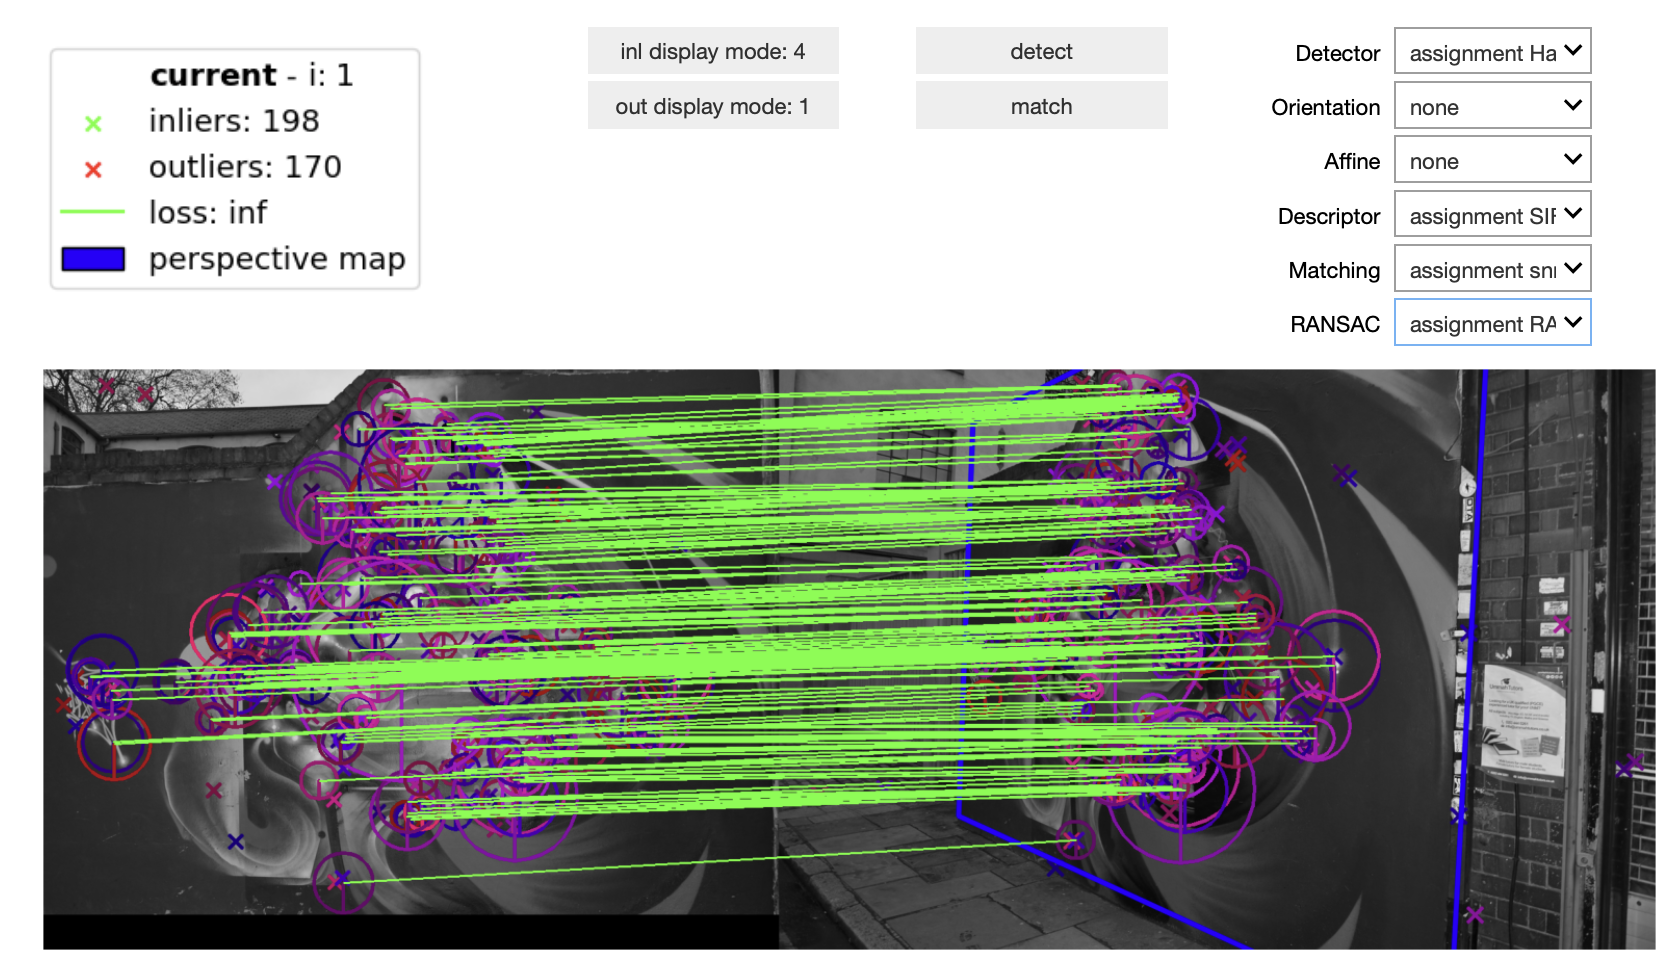 current - i: 1
inliers: 198
outliers: 170
loss: inf
perspective map
inl display mode: 4
detect
out display mode: 1
match
Detector
assignment Ha
Orientation
none
Affine
none
Descriptor
assignment SIF
Matching
assignment snn
RANSAC
assignment RA